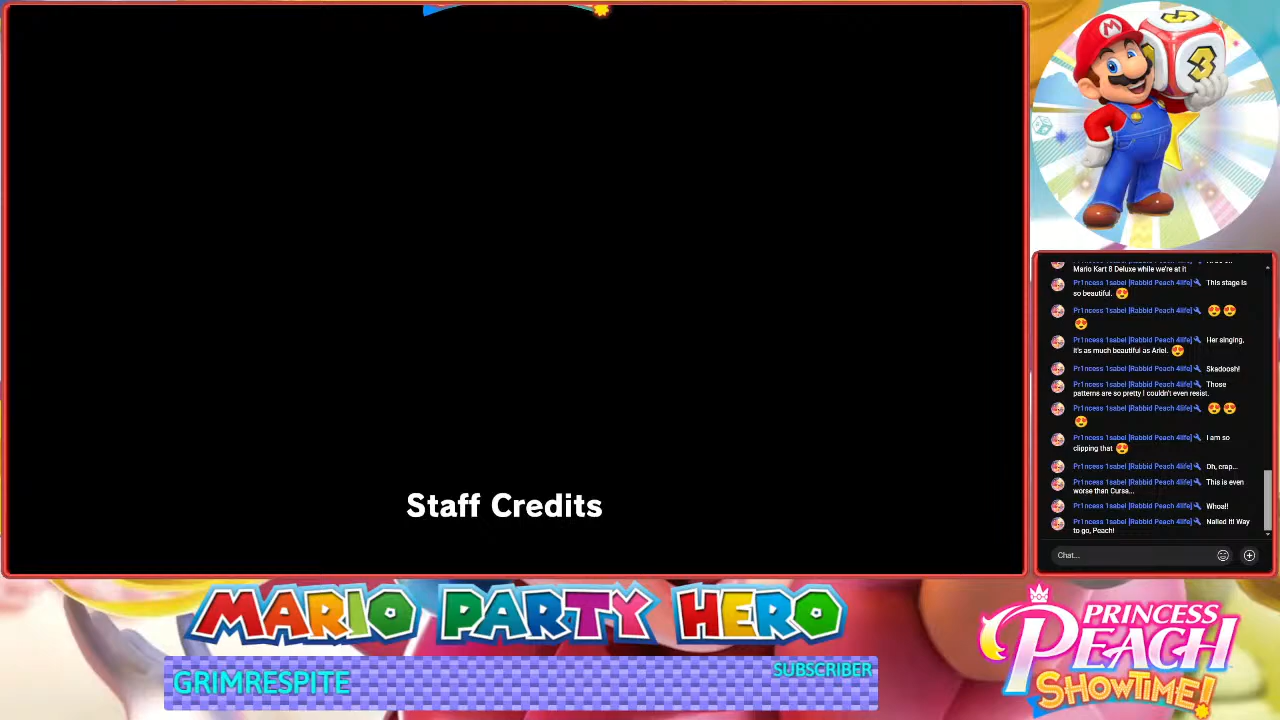 Staff Credits
Mario Kart 8 Deluxe while we're at it
Pr1ncess 1sabel [Rabbid Peach 4life] This stage is
so beautiful. 😍
Pr1ncess 1sabel [Rabbid Peach 4life] 😍 😍
😍
Pr1ncess 1sabel [Rabbid Peach 4life] Her singing,
it's as much beautiful as Ariel. 😍
Pr1ncess 1sabel [Rabbid Peach 4life] Skadoosh!
Pr1ncess 1sabel [Rabbid Peach 4life] Those
patterns are so pretty I couldn't even resist.
Pr1ncess 1sabel [Rabbid Peach 4life] 😍 😍
😍
Pr1ncess 1sabel [Rabbid Peach 4life] I am so
clipping that 😍
Pr1ncess 1sabel [Rabbid Peach 4life] Oh, crap...
Pr1ncess 1sabel [Rabbid Peach 4life] This is even
worse than Cursa...
Pr1ncess 1sabel [Rabbid Peach 4life] Whoa!!
Pr1ncess 1sabel [Rabbid Peach 4life] Nailed it! Way
to go, Peach!
Chat...
MARIO PARTY HERO
GRIMRESPITE
SUBSCRIBER
PRINCESS
PEACH
SHOWTIME!
M
3